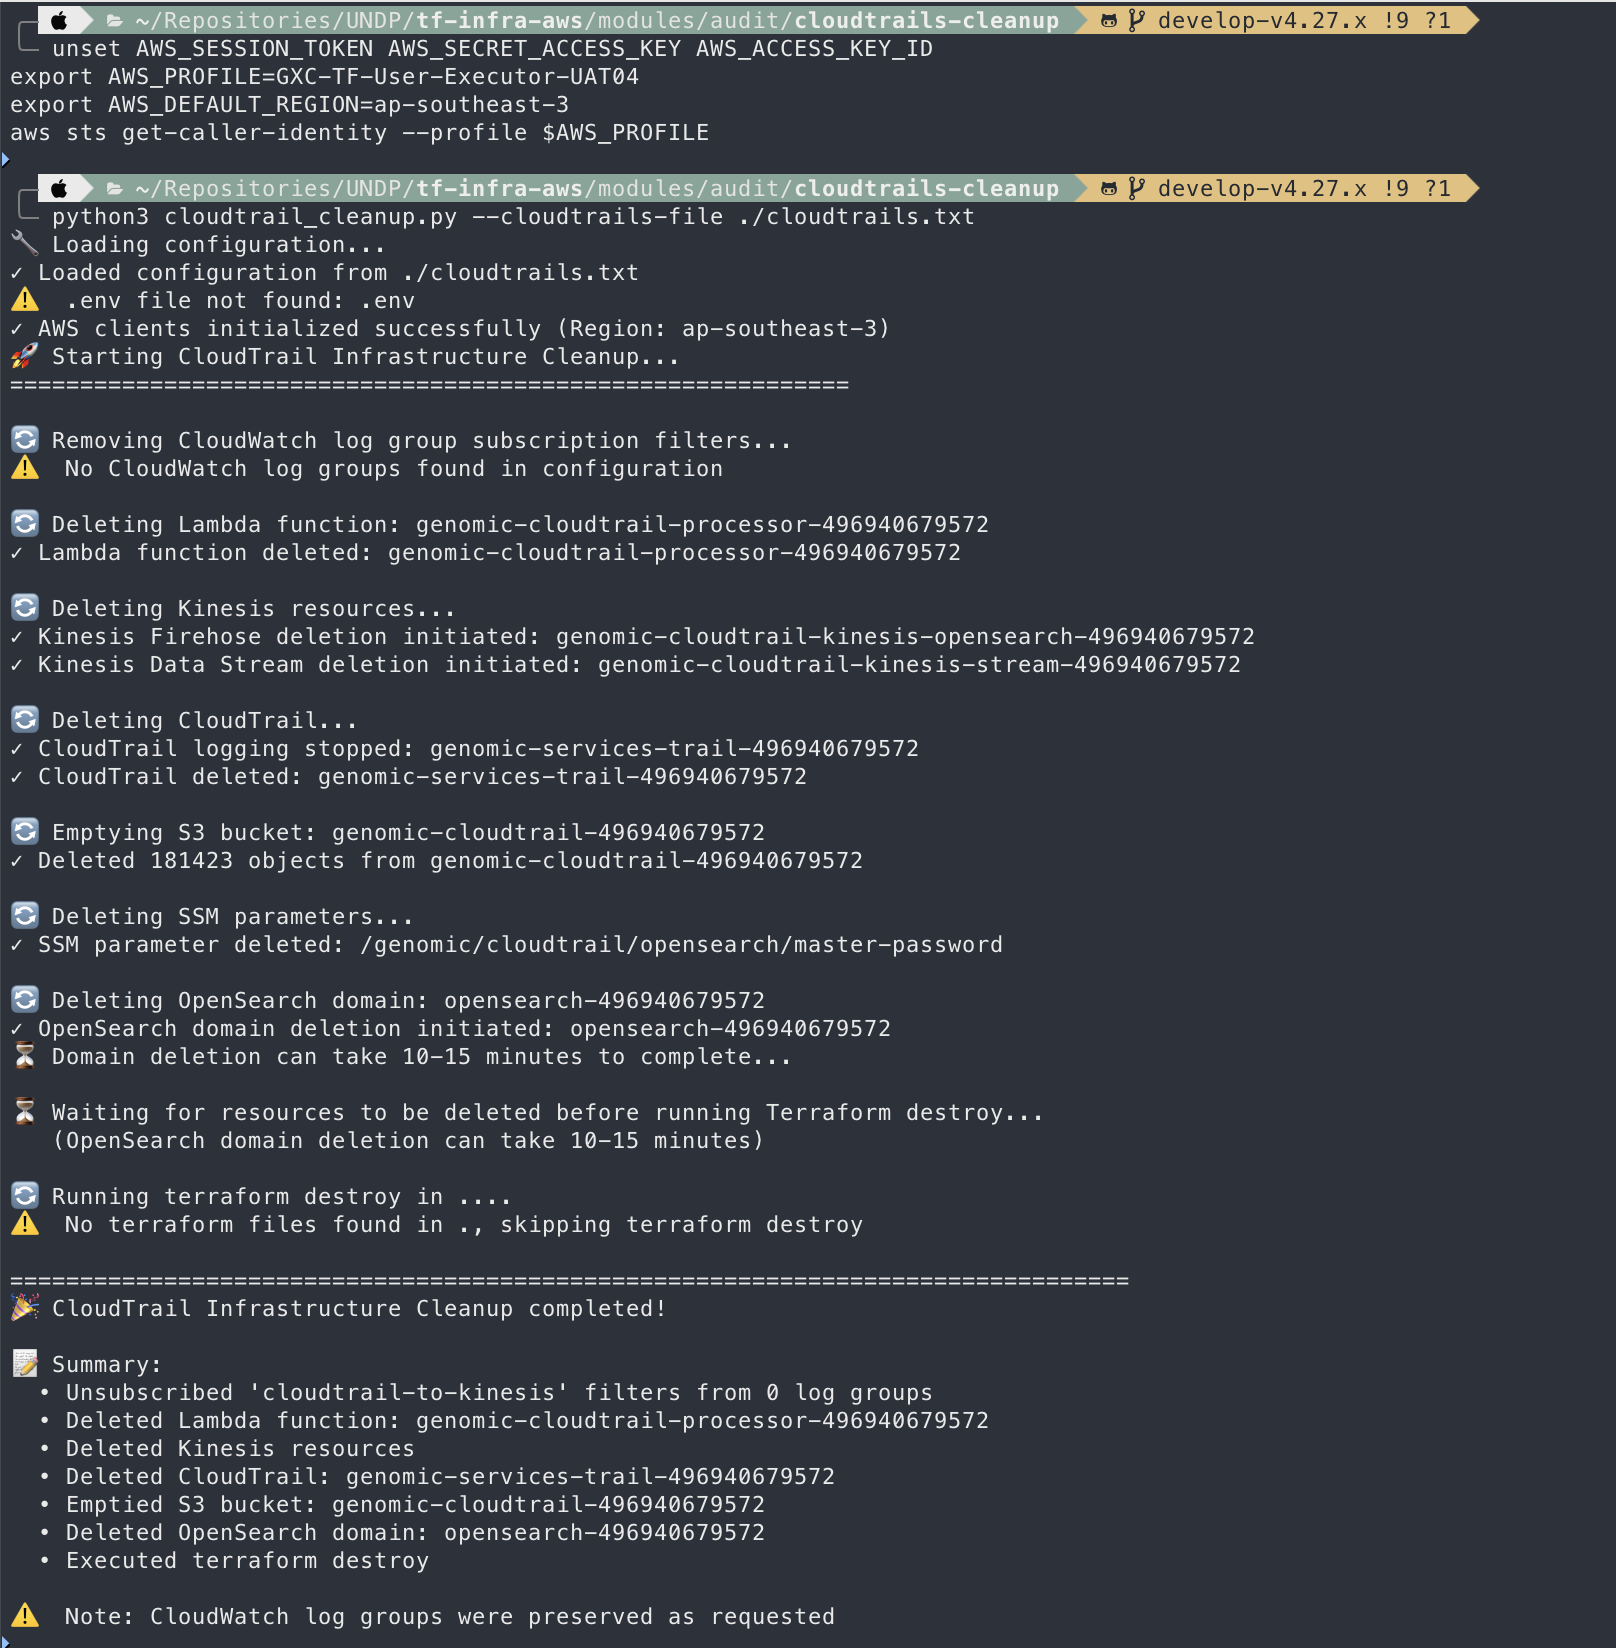 ~/Repositories/UNDP/tf-infra-aws/modules/audit/cloudtrails-cleanup develop-v4.27.x !9 ?1
unset AWS_SESSION_TOKEN AWS_SECRET_ACCESS_KEY AWS_ACCESS_KEY_ID
export AWS_PROFILE=GXC-TF-User-Executor-UAT04
export AWS_DEFAULT_REGION=ap-southeast-3
aws sts get-caller-identity --profile $AWS_PROFILE
~/Repositories/UNDP/tf-infra-aws/modules/audit/cloudtrails-cleanup develop-v4.27.x !9 ?1
python3 cloudtrail_cleanup.py --cloudtrails-file ./cloudtrails.txt
🔧 Loading configuration...
✓ Loaded configuration from ./cloudtrails.txt
⚠️  .env file not found: .env
✓ AWS clients initialized successfully (Region: ap-southeast-3)
🚀 Starting CloudTrail Infrastructure Cleanup...
============================================================
🔄 Removing CloudWatch log group subscription filters...
⚠️  No CloudWatch log groups found in configuration
🔄 Deleting Lambda function: genomic-cloudtrail-processor-496940679572
✓ Lambda function deleted: genomic-cloudtrail-processor-496940679572
🔄 Deleting Kinesis resources...
✓ Kinesis Firehose deletion initiated: genomic-cloudtrail-kinesis-opensearch-496940679572
✓ Kinesis Data Stream deletion initiated: genomic-cloudtrail-kinesis-stream-496940679572
🔄 Deleting CloudTrail...
✓ CloudTrail logging stopped: genomic-services-trail-496940679572
✓ CloudTrail deleted: genomic-services-trail-496940679572
🔄 Emptying S3 bucket: genomic-cloudtrail-496940679572
✓ Deleted 181423 objects from genomic-cloudtrail-496940679572
🔄 Deleting SSM parameters...
✓ SSM parameter deleted: /genomic/cloudtrail/opensearch/master-password
🔄 Deleting OpenSearch domain: opensearch-496940679572
✓ OpenSearch domain deletion initiated: opensearch-496940679572
⏳ Domain deletion can take 10-15 minutes to complete...
⏳ Waiting for resources to be deleted before running Terraform destroy...
(OpenSearch domain deletion can take 10-15 minutes)
🔄 Running terraform destroy in ....
⚠️  No terraform files found in ., skipping terraform destroy
================================================================================
🎉 CloudTrail Infrastructure Cleanup completed!
📝 Summary:
• Unsubscribed 'cloudtrail-to-kinesis' filters from 0 log groups
• Deleted Lambda function: genomic-cloudtrail-processor-496940679572
• Deleted Kinesis resources
• Deleted CloudTrail: genomic-services-trail-496940679572
• Emptied S3 bucket: genomic-cloudtrail-496940679572
• Deleted OpenSearch domain: opensearch-496940679572
• Executed terraform destroy
⚠️  Note: CloudWatch log groups were preserved as requested